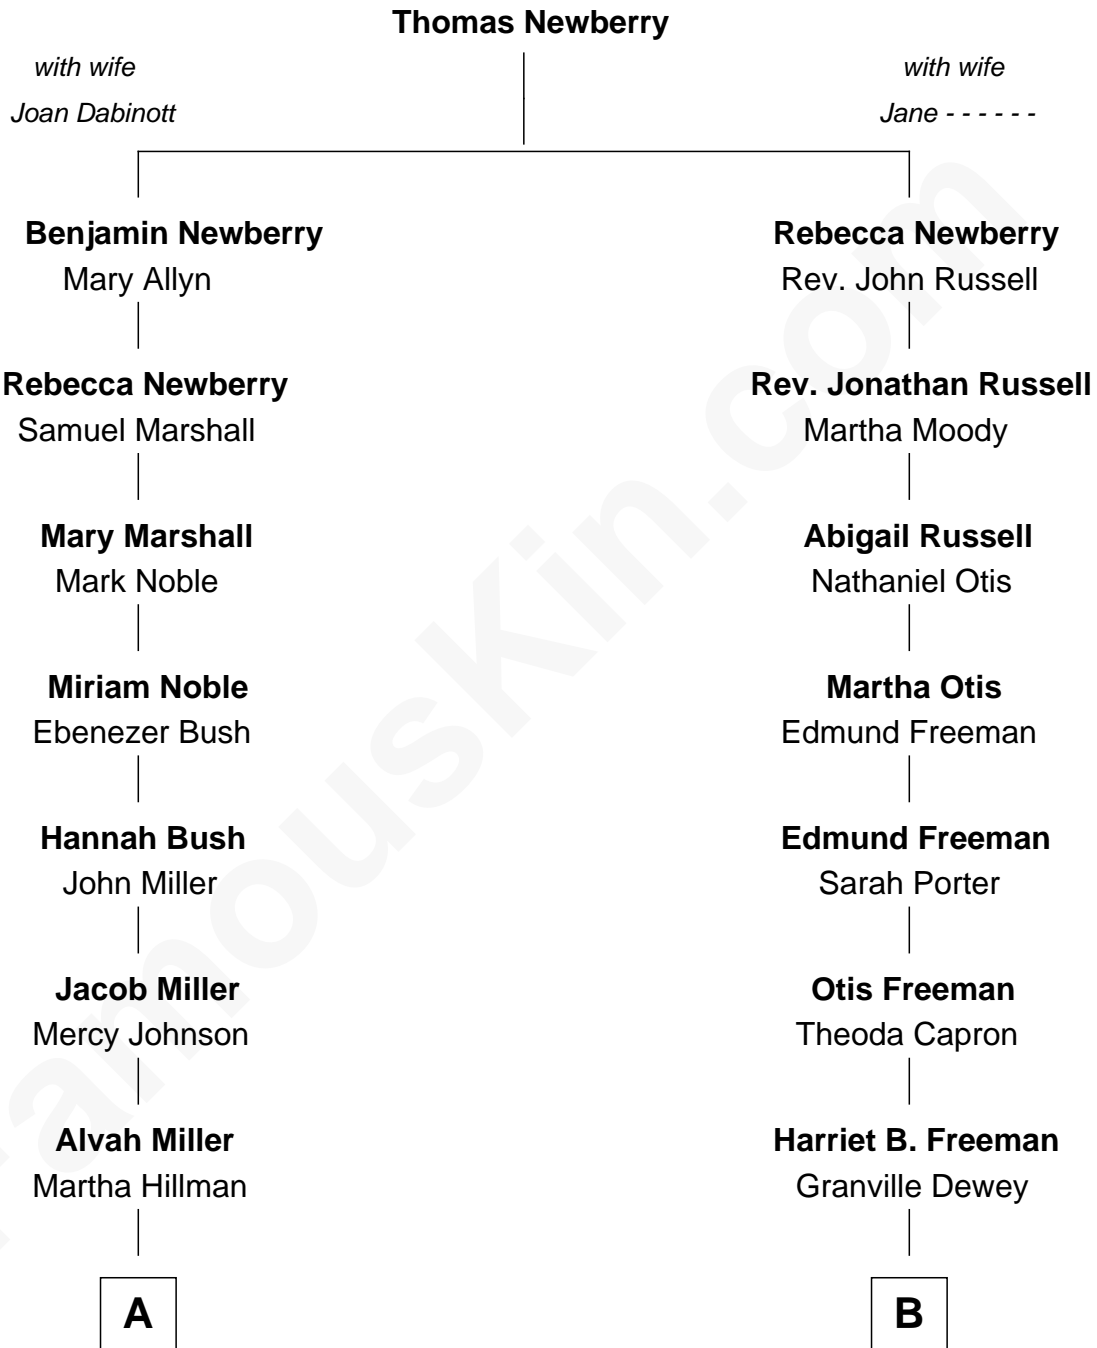 Thomas Newberry
with wife
Joan Dabinott
with wife
Jane - - - - - -
Benjamin Newberry
Mary Allyn
Rebecca Newberry
Rev. John Russell
Rebecca Newberry
Samuel Marshall
Rev. Jonathan Russell
Martha Moody
Mary Marshall
Mark Noble
Abigail Russell
Nathaniel Otis
Miriam Noble
Ebenezer Bush
Martha Otis
Edmund Freeman
Hannah Bush
John Miller
Edmund Freeman
Sarah Porter
Jacob Miller
Mercy Johnson
Otis Freeman
Theoda Capron
Alvah Miller
Martha Hillman
Harriet B. Freeman
Granville Dewey
A
B
FamousKin.com